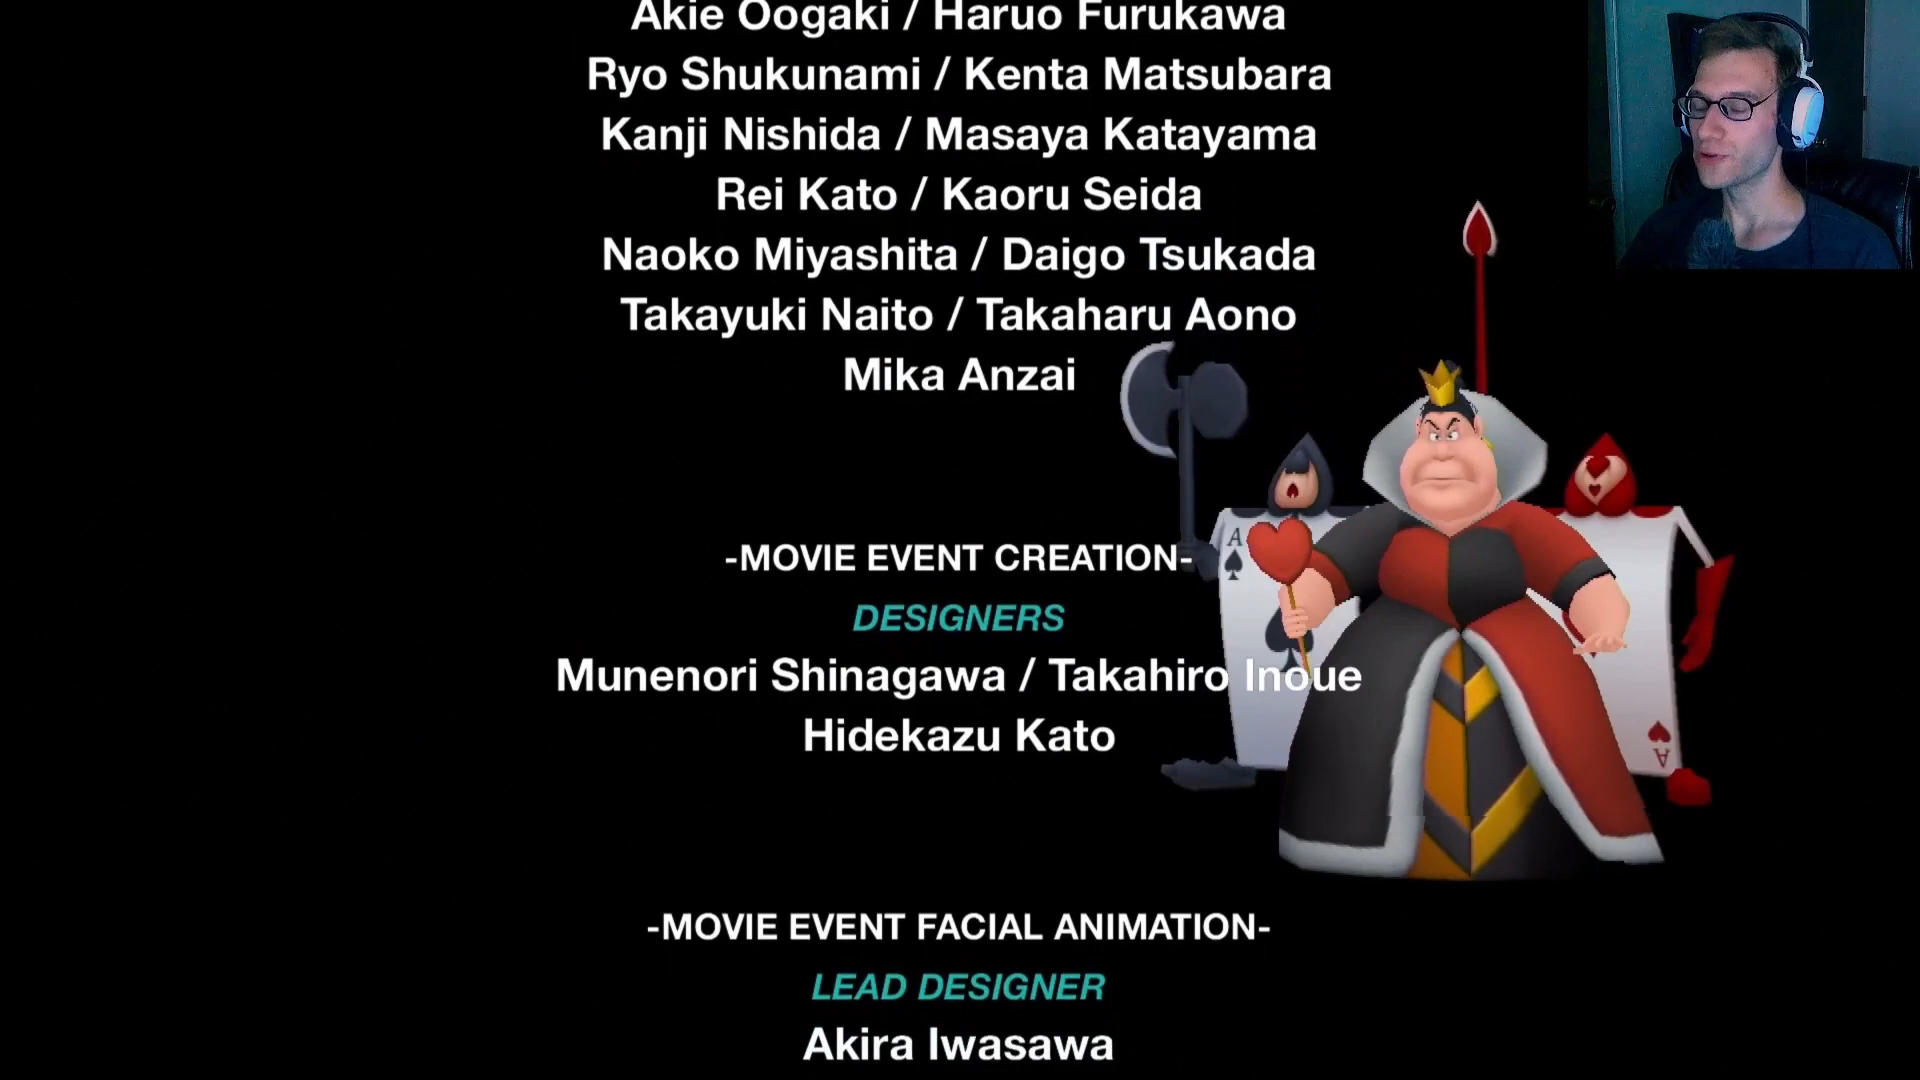 Akie Oogaki / Haruo Furukawa
Ryo Shukunami / Kenta Matsubara
Kanji Nishida / Masaya Katayama
Rei Kato / Kaoru Seida
Naoko Miyashita / Daigo Tsukada
Takayuki Naito / Takaharu Aono
Mika Anzai
-MOVIE EVENT CREATION-
DESIGNERS
Munenori Shinagawa / Takahiro Inoue
Hidekazu Kato
-MOVIE EVENT FACIAL ANIMATION-
LEAD DESIGNER
Akira Iwasawa
A
A